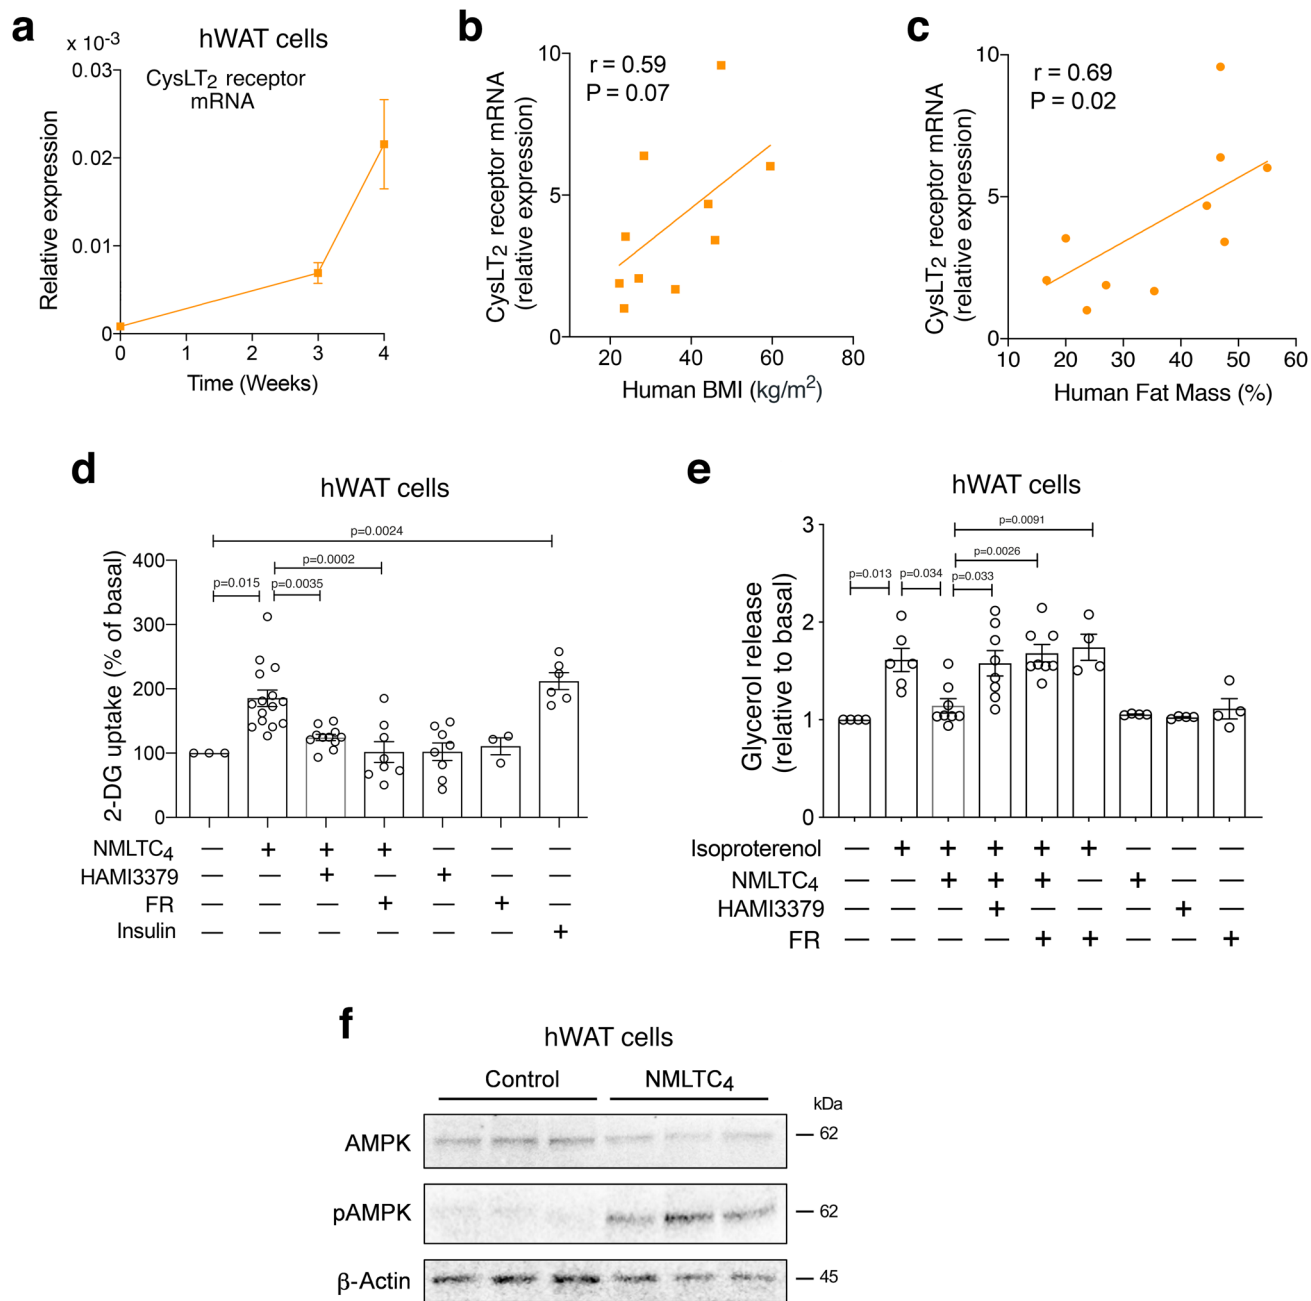 a
x 10-3
hWAT cells
CysLT2 receptor
mRNA
Relative expression
0.03
0.02
0.01
0
0 1 2 3 4
Time (Weeks)
b
r = 0.59
P = 0.07
CysLT2 receptor mRNA
(relative expression)
10
5
0
20 40 60 80
Human BMI (kg/m2)
c
r = 0.69
P = 0.02
CysLT2 receptor mRNA
(relative expression)
10
5
0
10 20 30 40 50 60
Human Fat Mass (%)
d
hWAT cells
p=0.0024
p=0.0002
p=0.015 p=0.0035
2-DG uptake (% of basal)
400
300
200
100
0
NMLTC4 — + + + — — —
HAMI3379 — — + — + — —
FR — — — + — + —
Insulin — — — — — — +
e
hWAT cells
p=0.0091
p=0.0026
p=0.013 p=0.034 p=0.033
Glycerol release
(relative to basal)
3
2
1
0
Isoproterenol — + + + + + — — —
NMLTC4 — — + + + — + — —
HAMI3379 — — — + — — — + —
FR — — — — + + — — +
f
hWAT cells
Control NMLTC4
kDa
AMPK 62
pAMPK 62
β-Actin 45